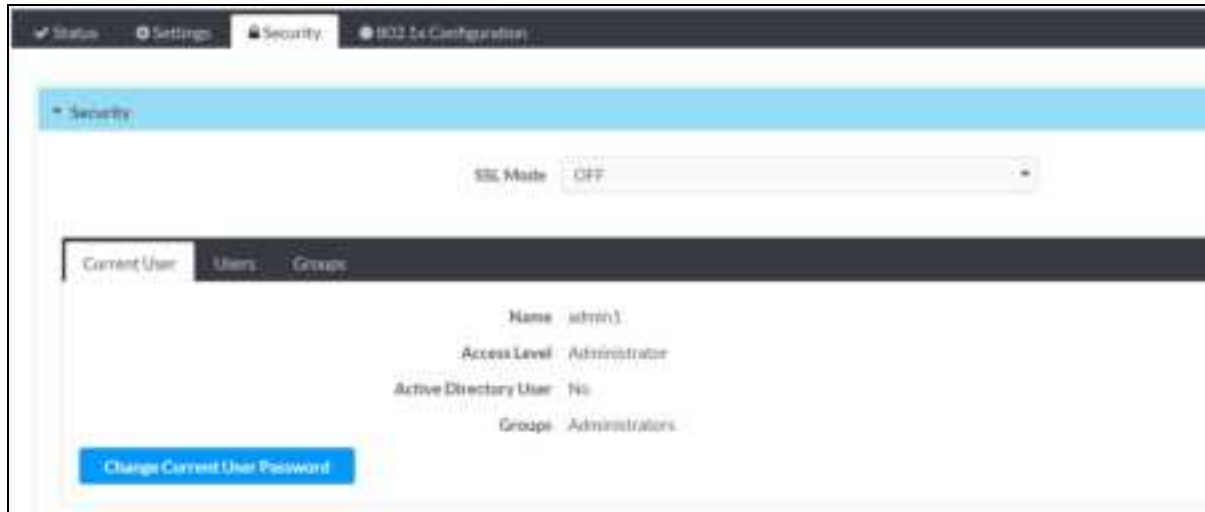 Status Settings Security 802.1x Configuration
Security
SSL Mode OFF
Current User Users Groups
Name admin1
Access Level Administrator
Active Directory User No
Groups Administrators
Change Current User Password